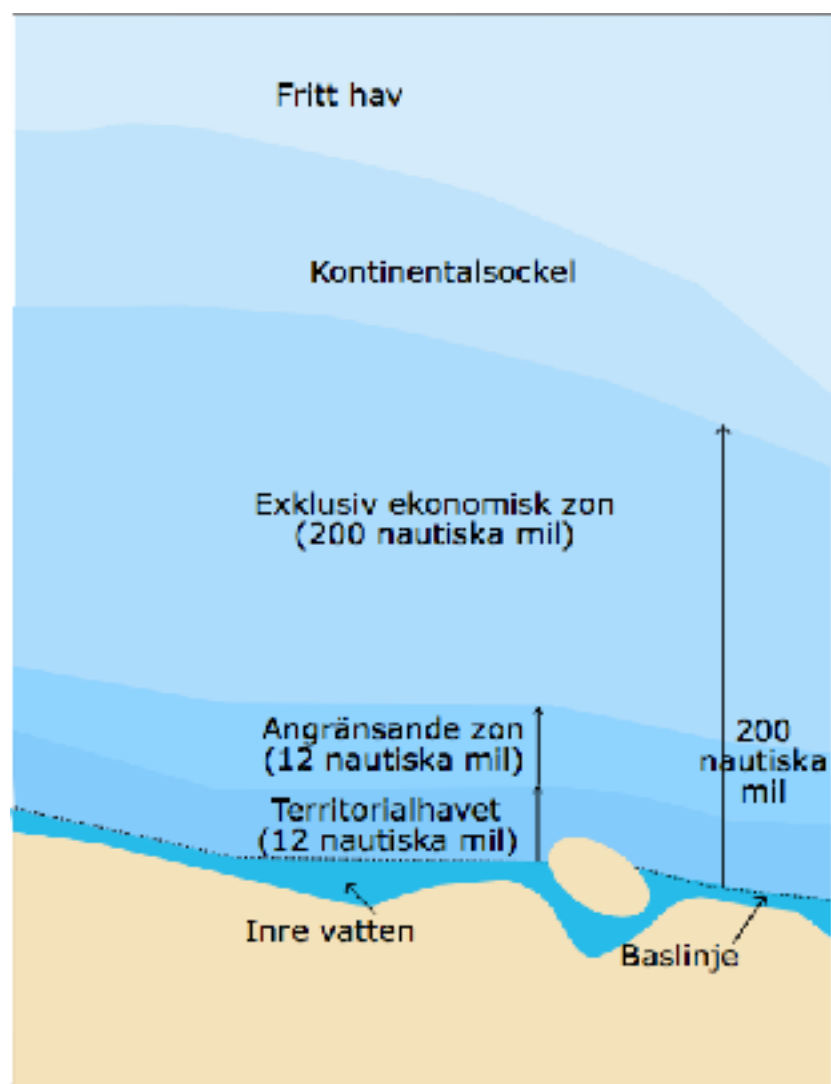 Fritt hav
Kontinentalsockel
Exklusiv ekonomisk zon
(200 nautiska mil)
Angränsande zon
(12 nautiska mil)
200
nautiska
mil
Territorialhavet
(12 nautiska mil)
Inre vatten
Baslinje